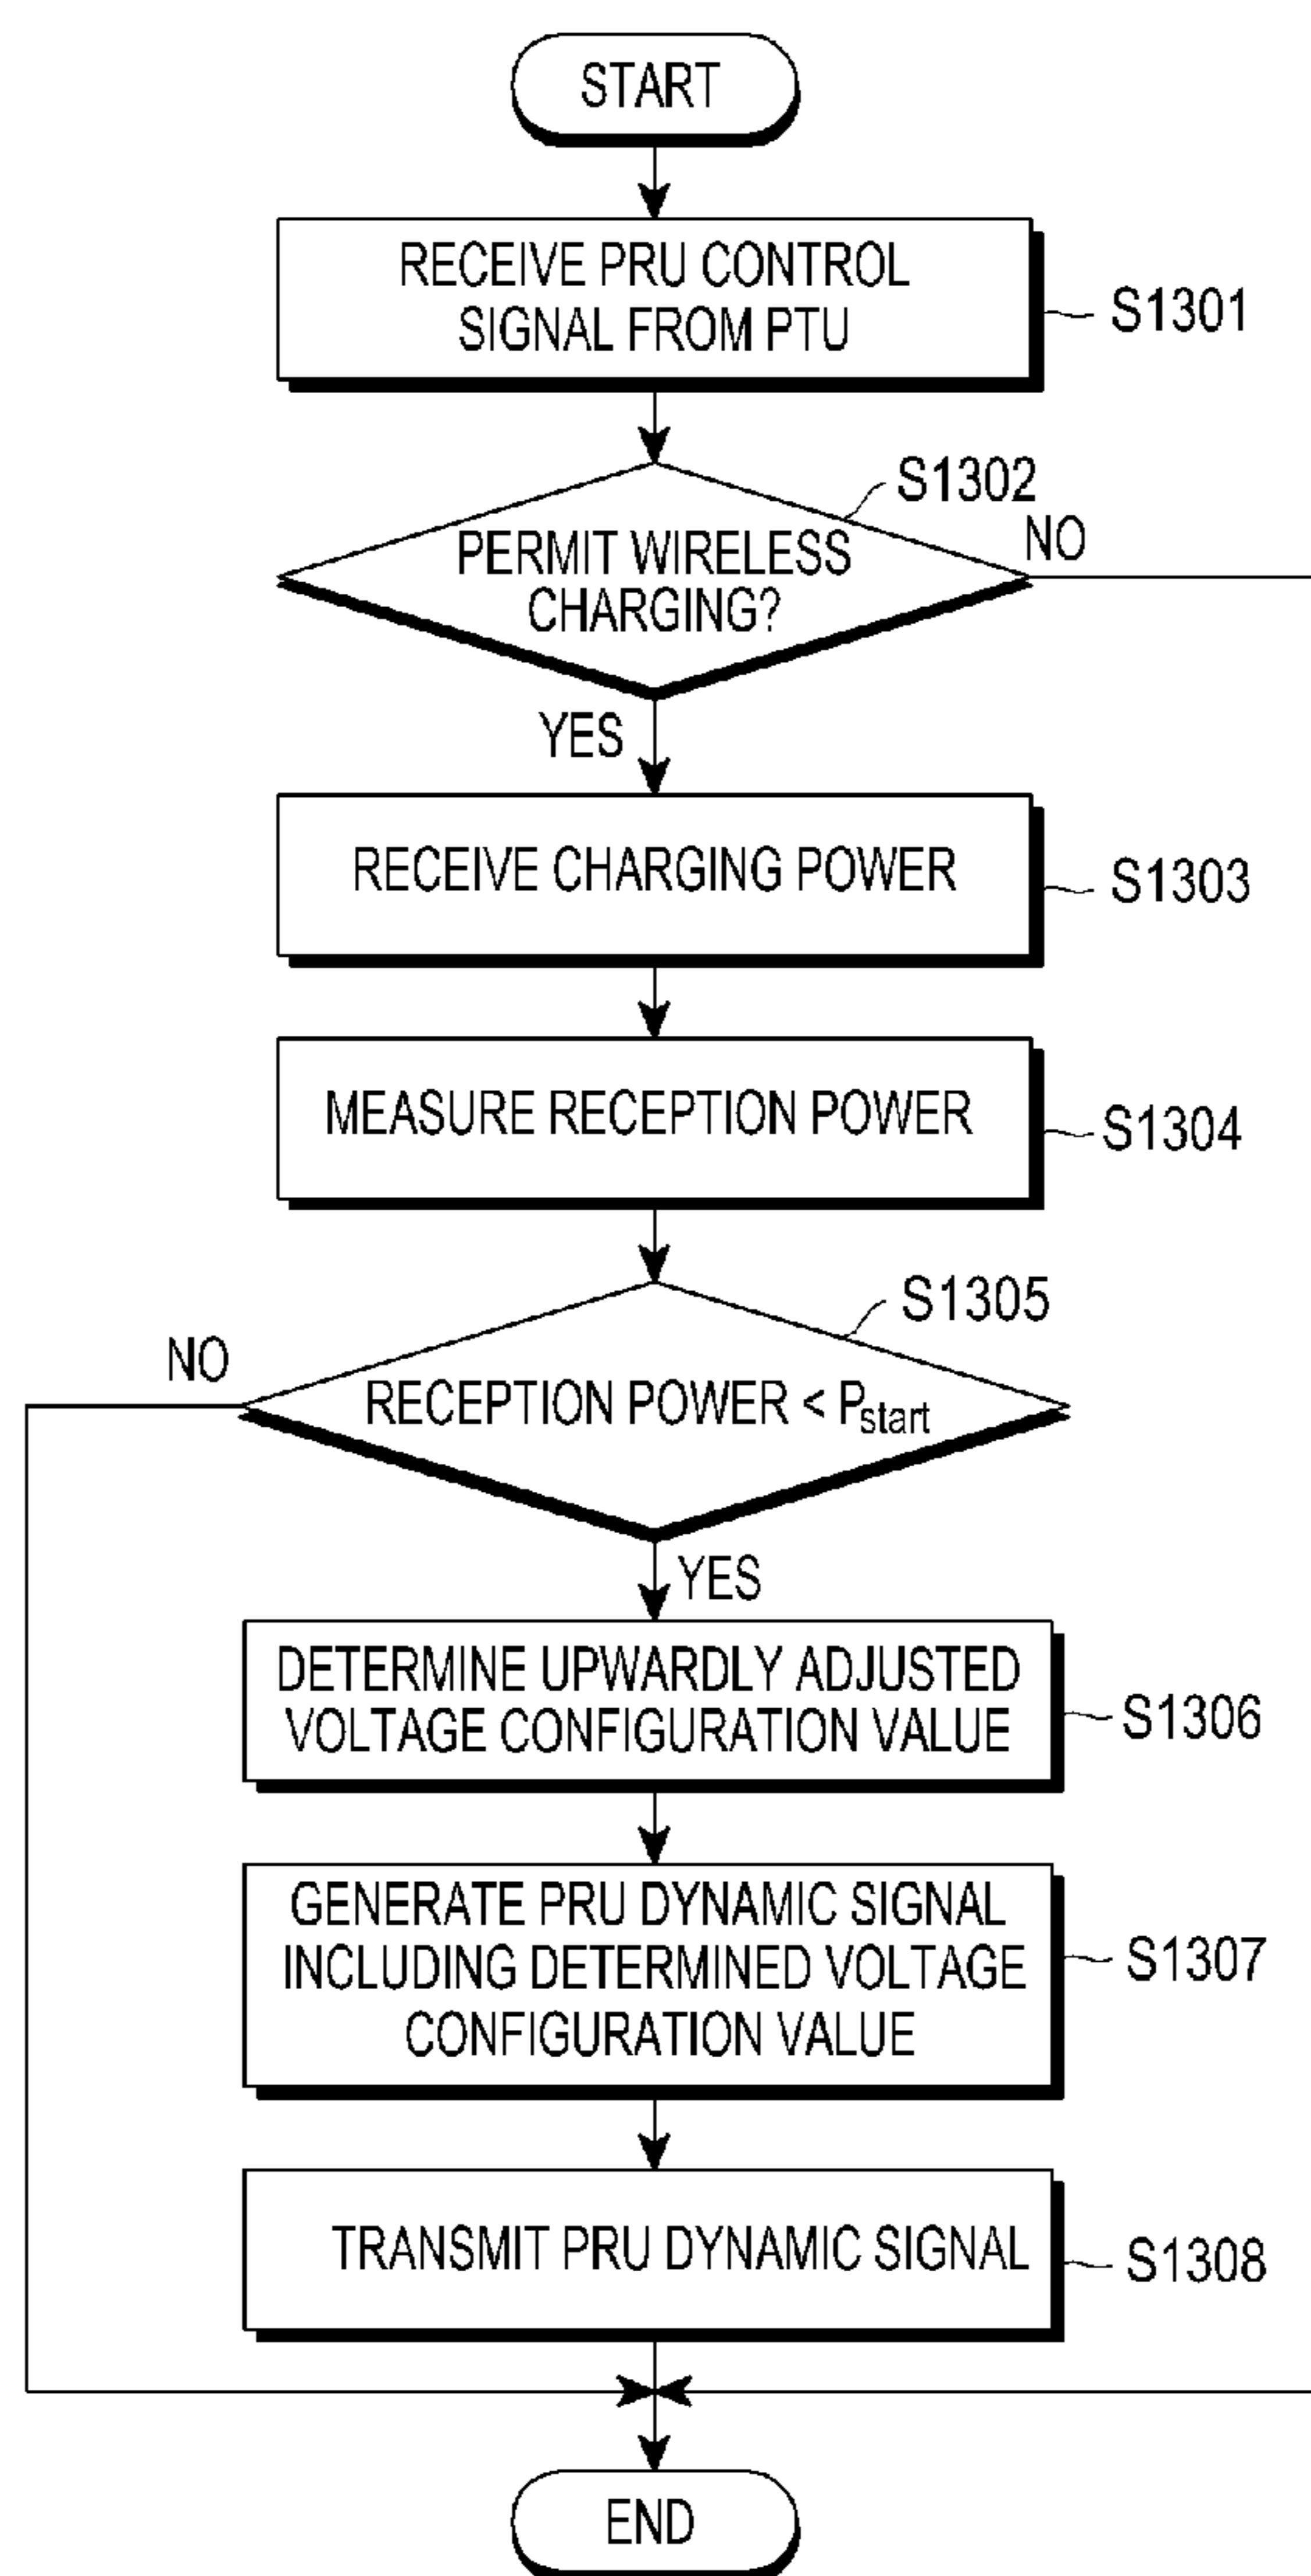 START
RECEIVE PRU CONTROL
SIGNAL FROM PTU
S1301
S1302
PERMIT WIRELESS
CHARGING?
NO
YES
RECEIVE CHARGING POWER
S1303
MEASURE RECEPTION POWER
S1304
S1305
NO
RECEPTION POWER < Pstart
YES
DETERMINE UPWARDLY ADJUSTED
VOLTAGE CONFIGURATION VALUE
S1306
GENERATE PRU DYNAMIC SIGNAL
INCLUDING DETERMINED VOLTAGE
CONFIGURATION VALUE
S1307
TRANSMIT PRU DYNAMIC SIGNAL
S1308
END